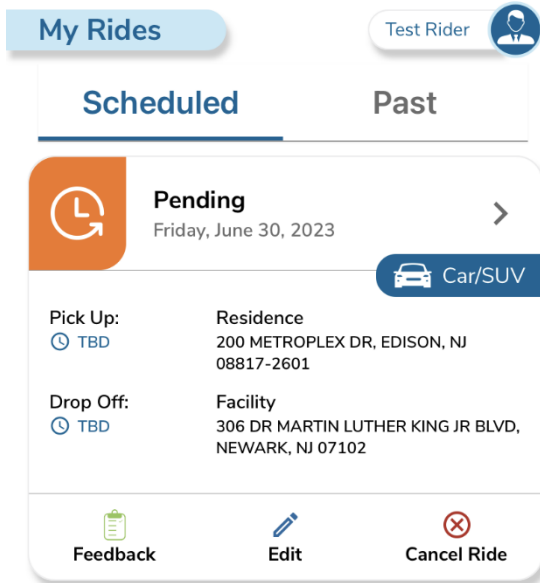 My Rides
Test Rider
Scheduled
Past
Pending
Friday, June 30, 2023
Car/SUV
Pick Up:
Residence
TBD
200 METROPLEX DR, EDISON, NJ
08817-2601
Drop Off:
Facility
TBD
306 DR MARTIN LUTHER KING JR BLVD,
NEWARK, NJ 07102
Feedback
Edit
Cancel Ride